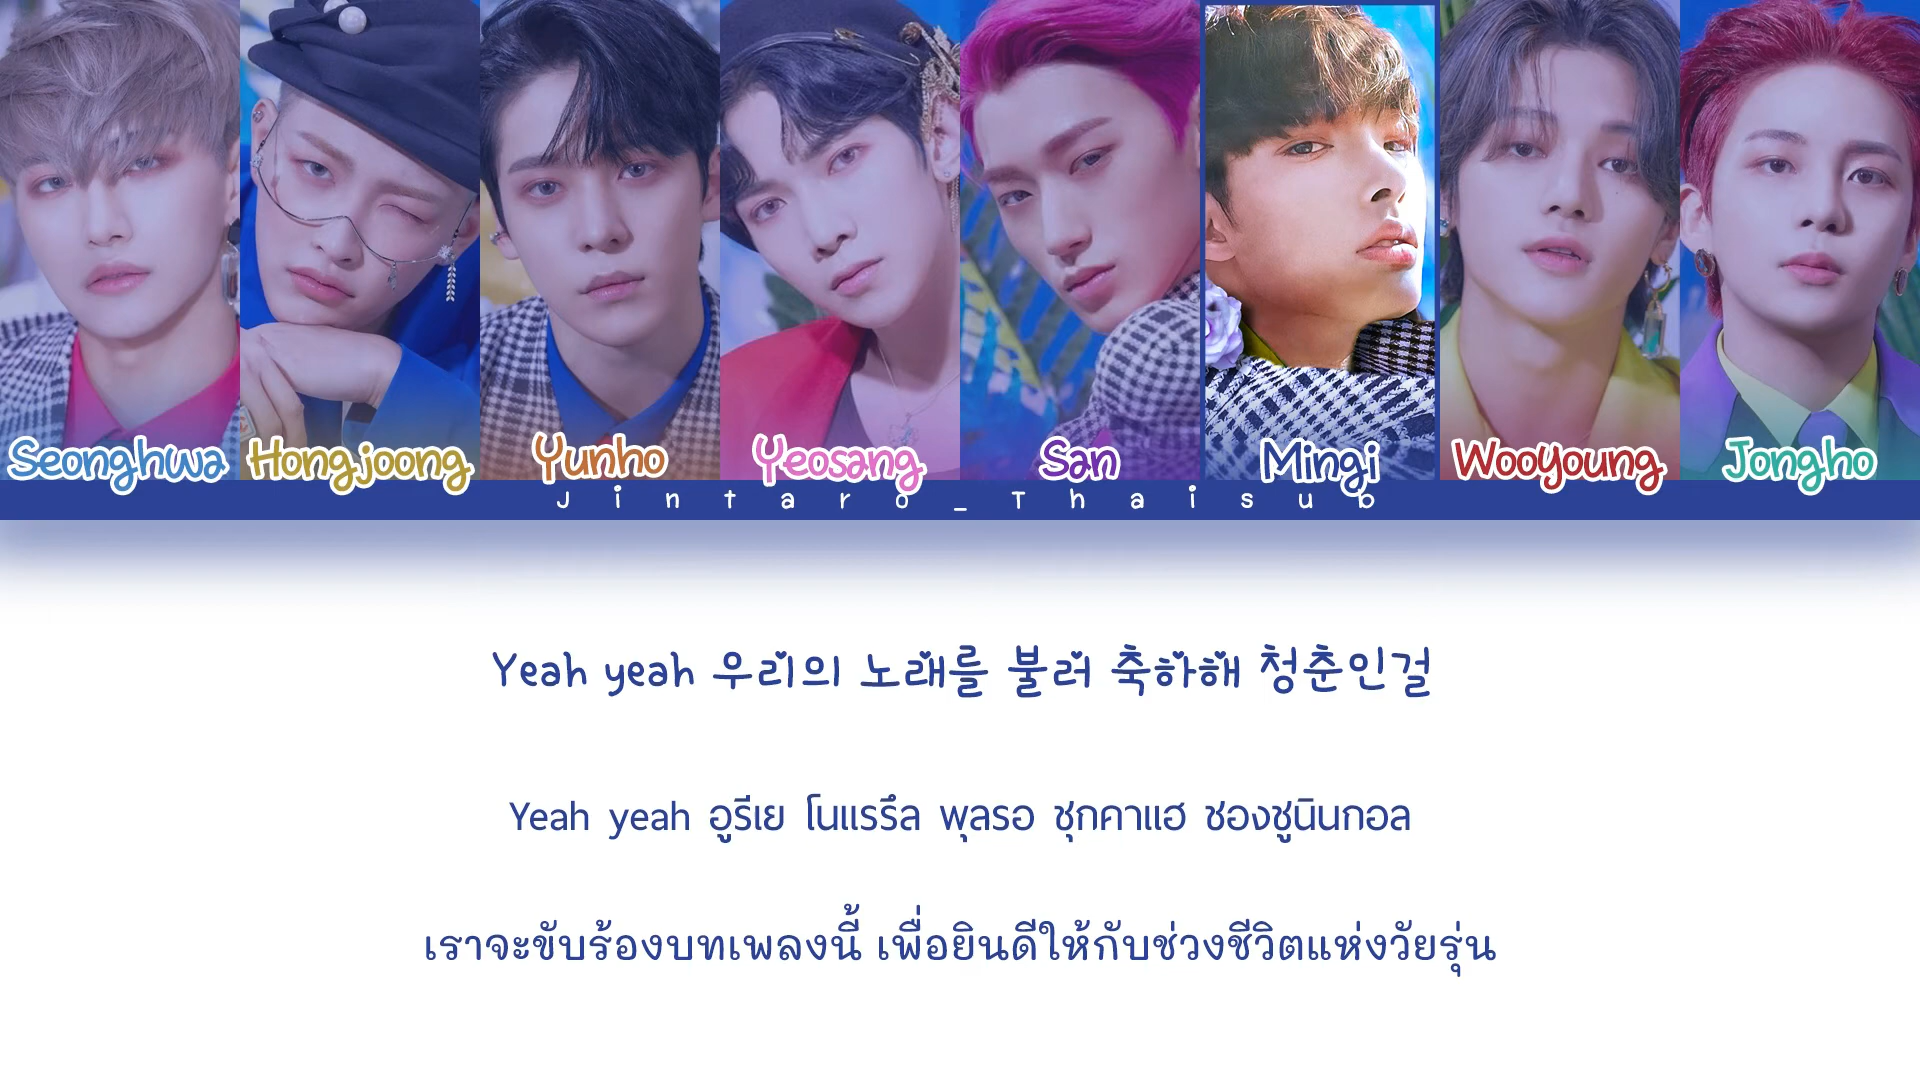 Seonghwa Hongjoong Yunho Yeosang San Mingi WooYoung Jongho
Jintaro_Thaisub
Yeah yeah 우리의 노래를 불러 축하해 청춘인걸
Yeah yeah อูรีเย โนแรรึล พุลรอ ชุกคาแฮ ชองชูนินกอล
เราจะขับร้องบทเพลงนี้ เพื่อยินดีให้กับช่วงชีวิตแห่งวัยรุ่น